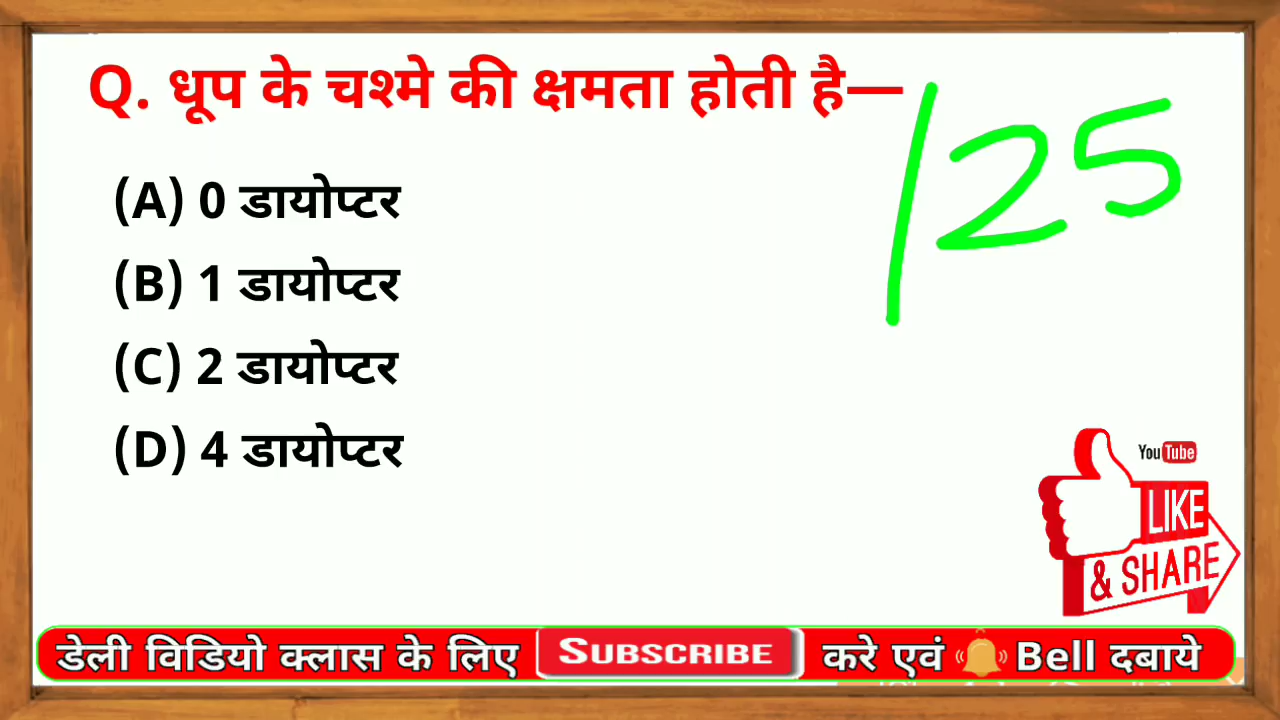 Q. धूप के चश्मे की क्षमता होती है—
125
(A) 0 डायोप्टर
(B) 1 डायोप्टर
(C) 2 डायोप्टर
(D) 4 डायोप्टर
YouTube
LIKE
& SHARE
डेली विडियो क्लास के लिए SUBSCRIBE करे एवं Bell दबाये